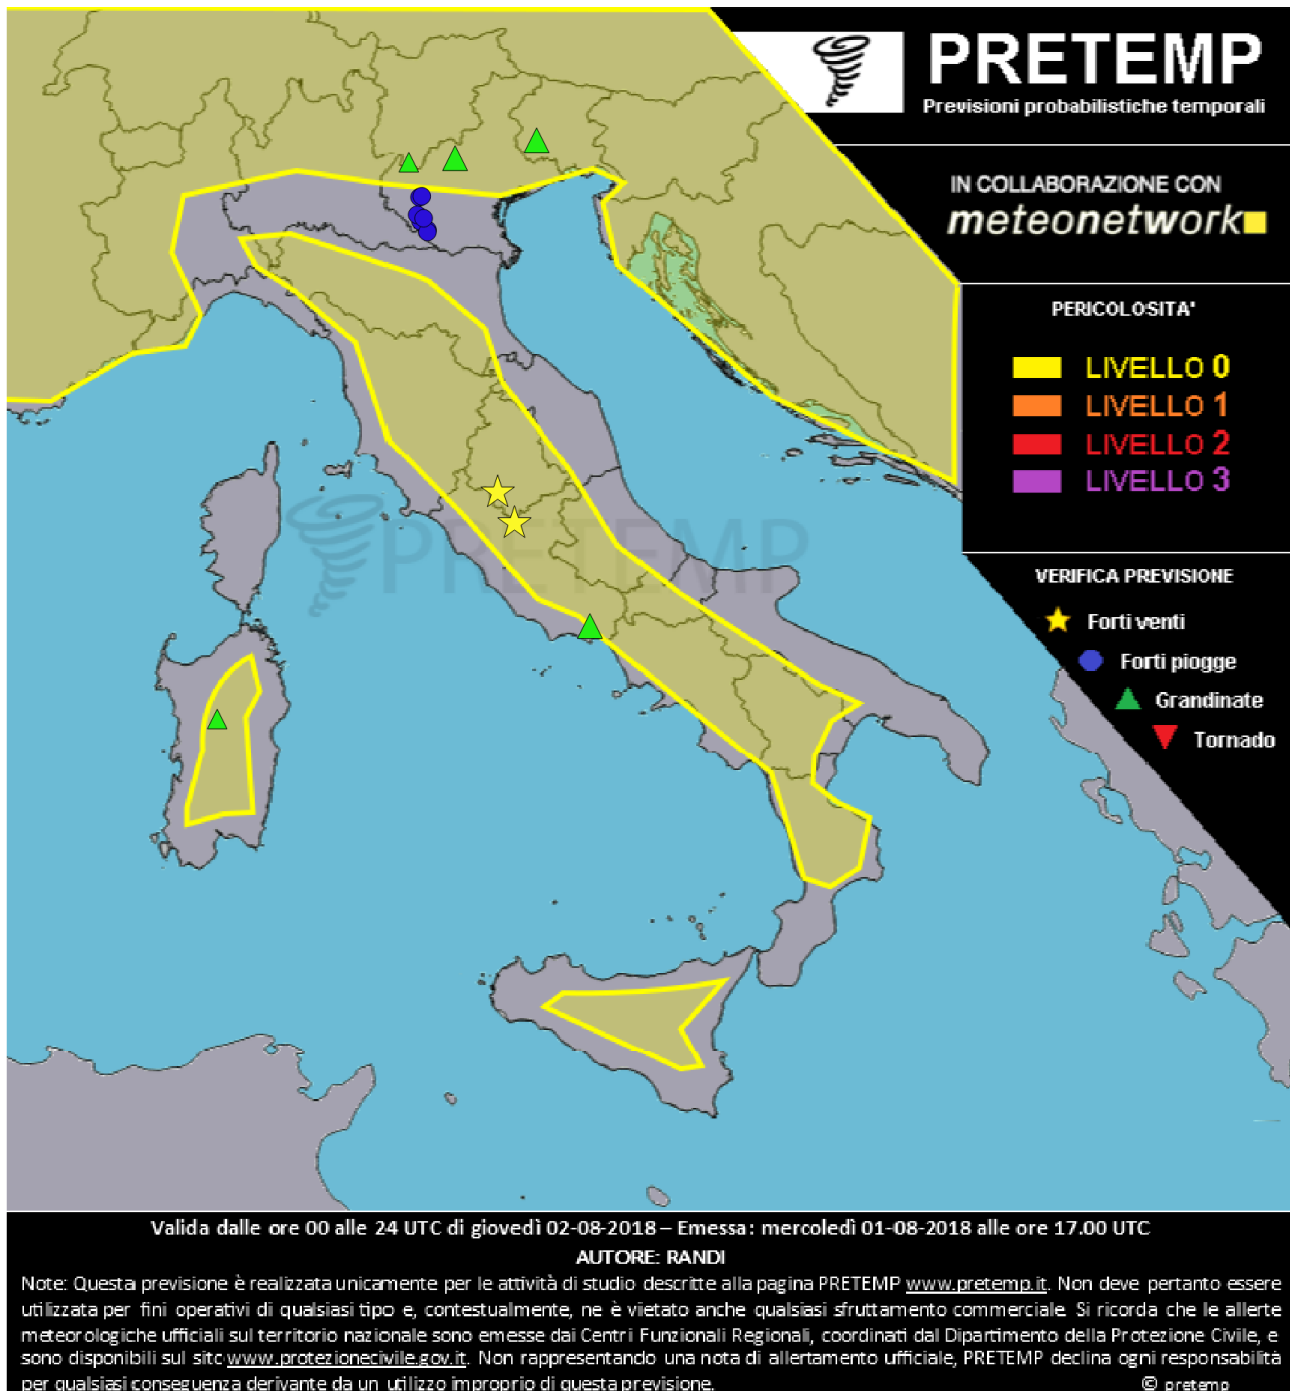 PRETEMP
Previsioni probabilistiche temporali
IN COLLABORAZIONE CON
meteonetwork
PERICOLOSITA'
LIVELLO 0
LIVELLO 1
LIVELLO 2
LIVELLO 3
VERIFICA PREVISIONE
Forti venti
Forti piogge
Grandinate
Tornado
PRETEMP
Valida dalle ore 00 alle 24 UTC di giovedì 02-08-2018 – Emessa: mercoledì 01-08-2018 alle ore 17.00 UTC
AUTORE: RANDI
Note: Questa previsione è realizzata unicamente per le attività di studio descritte alla pagina PRETEMP www.pretemp.it. Non deve pertanto essere
utilizzata per fini operativi di qualsiasi tipo e, contestualmente, ne è vietato anche qualsiasi sfruttamento commerciale. Si ricorda che le allerte
meteorologiche ufficiali sul territorio nazionale sono emesse dai Centri Funzionali Regionali, coordinati dal Dipartimento della Protezione Civile, e
sono disponibili sul sito www.protezionecivile.gov.it. Non rappresentando una nota di allertamento ufficiale, PRETEMP declina ogni responsabilità
per qualsiasi conseguenza derivante da un utilizzo improprio di questa previsione.
© pretemp